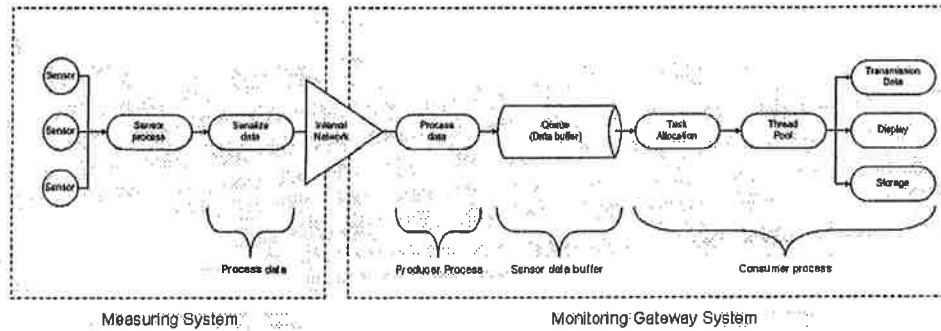 Sensor
Sensor
Sensor
Sensor
process
Serialize
data
Internal
Network
Process
data
Queue
(Data buffer)
Task
Allocation
Thread
Pool
Transmission
Data
Display
Storage
Process data
Producer Process
Sensor data buffer
Consumer process
Measuring System
Monitoring Gateway System